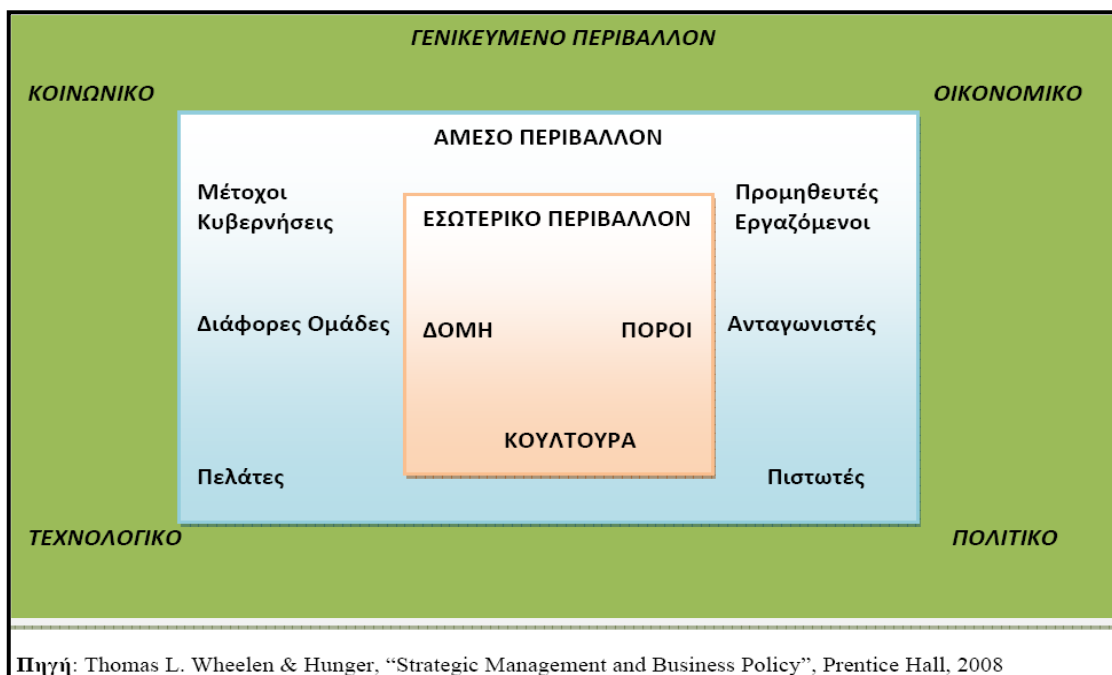 ΓΕΝΙΚΕΥΜΕΝΟ ΠΕΡΙΒΑΛΛΟΝ
ΚΟΙΝΩΝΙΚΟ
ΟΙΚΟΝΟΜΙΚΟ
ΑΜΕΣΟ ΠΕΡΙΒΑΛΛΟΝ
Μέτοχοι
Κυβερνήσεις
Προμηθευτές
Εργαζόμενοι
ΕΣΩΤΕΡΙΚΟ ΠΕΡΙΒΑΛΛΟΝ
Διάφορες Ομάδες
ΔΟΜΗ
ΠΟΡΟΙ
Ανταγωνιστές
ΚΟΥΛΤΟΥΡΑ
Πελάτες
Πιστωτές
ΤΕΧΝΟΛΟΓΙΚΟ
ΠΟΛΙΤΙΚΟ
Πηγή: Thomas L. Wheelen & Hunger, “Strategic Management and Business Policy”, Prentice Hall, 2008